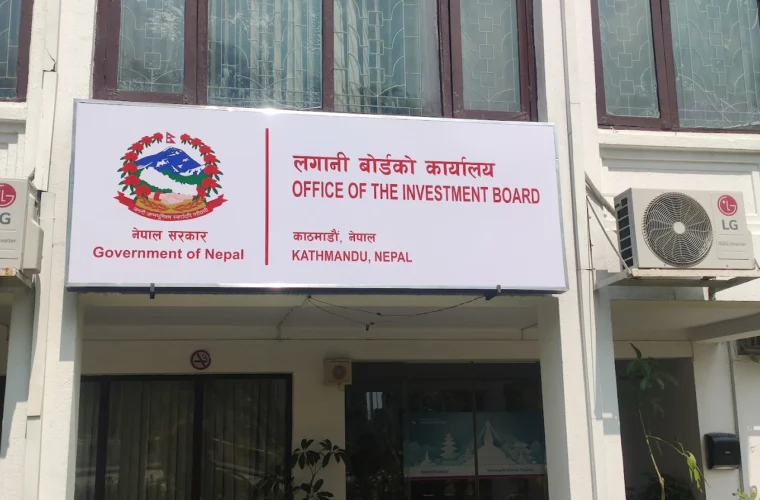 नेपाल सरकार
Government of Nepal
लगानी बोर्डको कार्यालय
OFFICE OF THE INVESTMENT BOARD
काठमाडौं, नेपाल
KATHMANDU, NEPAL
LG
LG